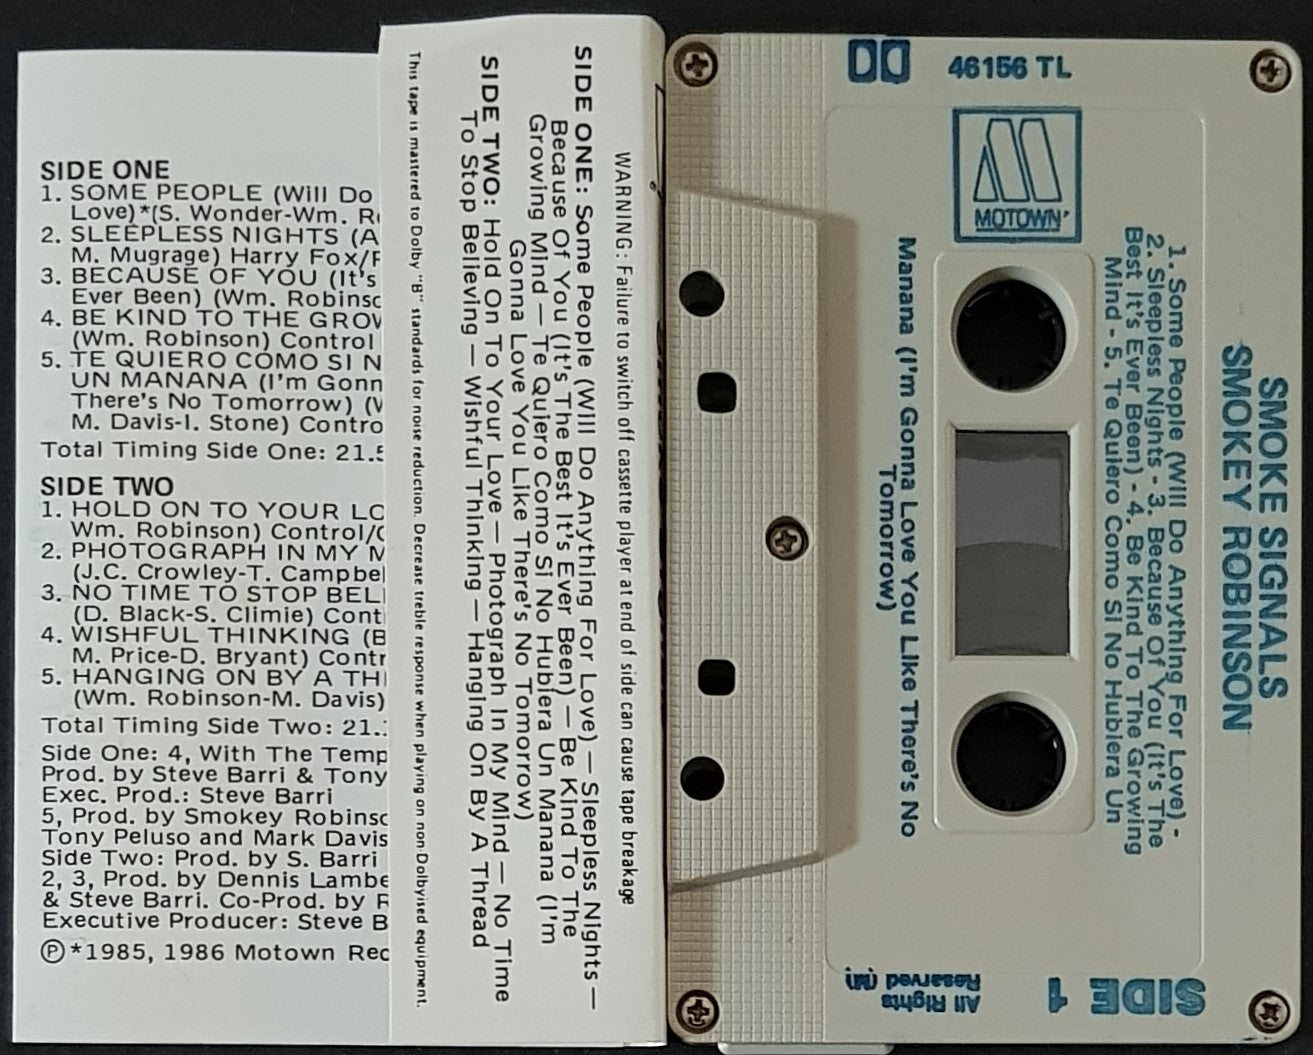 SIDE ONE
1. SOME PEOPLE (Will Do
Love)*(S. Wonder-Wm. R
2. SLEEPLESS NIGHTS (A
M. Mugrage) Harry Fox/
3. BECAUSE OF YOU (It's
Ever Been) (Wm. Robins
4. BE KIND TO THE GROW
(Wm. Robinson) Control
5. TE QUIERO COMO SI N
UN MANANA (I'm Gonn
There's No Tomorrow) (
M. Davis-I. Stone) Contro
Total Timing Side One: 21.5
SIDE TWO
1. HOLD ON TO YOUR LO
Wm. Robinson) Control/
2. PHOTOGRAPH IN MY M
(J.C. Crowley-T. Campbel
3. NO TIME TO STOP BEL
(D. Black-S. Climie) Cont
4. WISHFUL THINKING (B
M. Price-D. Bryant) Contr
5. HANGING ON BY A TH
(Wm. Robinson-M. Davis)
Total Timing Side Two: 21.
Side One: 4, With The Temp
Prod. by Steve Barri & Tony
Exec. Prod.: Steve Barri
5, Prod. by Smokey Robins
Tony Peluso and Mark Davis
Side Two: Prod. by S. Barri
2, 3, Prod. by Dennis Lambe
& Steve Barri. Co-Prod. by
Executive Producer: Steve B
Ⓟ*1985, 1986 Motown Rec
WARNING: Failure to switch off cassette player at end of side can cause tape breakage
SIDE ONE: Some People (Will Do Anything For Love) — Sleepless Nights —
Because Of You (It's The Best It's Ever Been) — Be Kind To The
Growing Mind — Te Quiero Como Si No Hubiera Un Manana (I'm
Gonna Love You Like There's No Tomorrow)
SIDE TWO: Hold On To Your Love — Photograph In My Mind — No Time
To Stop Believing — Wishful Thinking — Hanging On By A Thread
This tape is mastered to Dolby "B" standards for noise reduction. Decrease treble response when playing on non-Dolbyised equipment.
46156 TL
MOTOWN
SMOKE SIGNALS
SMOKEY ROBINSON
1. Some People (Will Do Anything For Love) -
2. Sleepless Nights - 3. Because Of You (It's The
Best It's Ever Been) - 4. Be Kind To The Growing
Mind - 5. Te Quiero Como Si No Hubiera Un
Manana (I'm Gonna Love You Like There's No
Tomorrow)
SIDE 1
All Rights
Reserved (M)